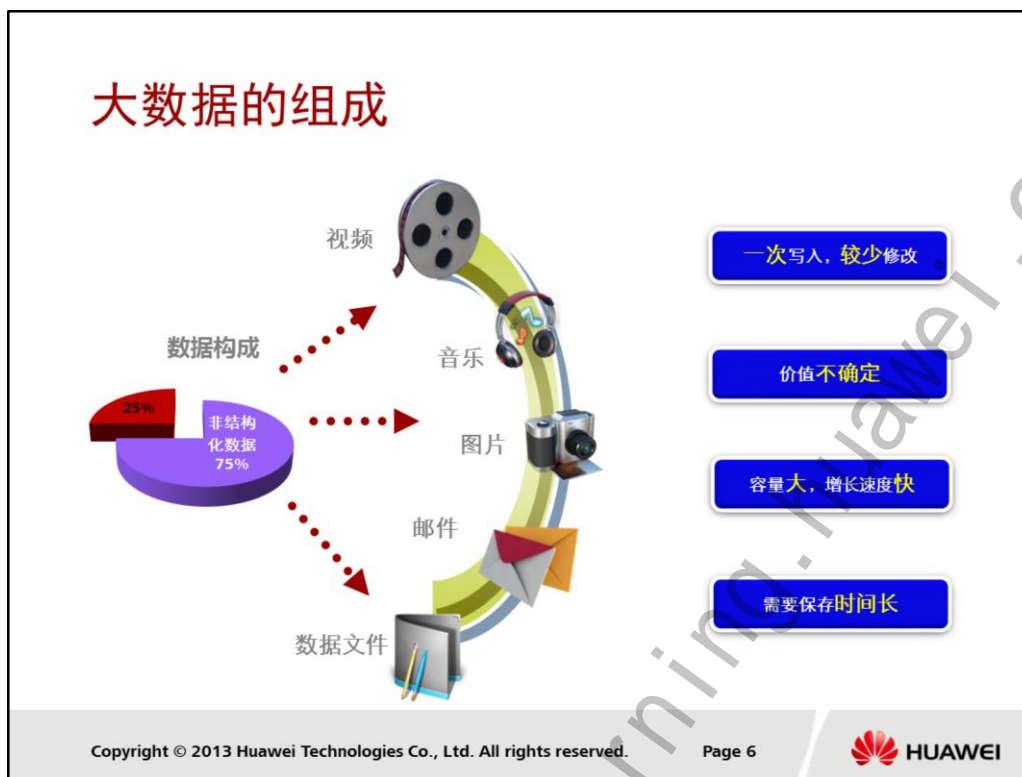 大数据的组成
视频
数据构成
音乐
25%
非结构
化数据
75%
图片
邮件
数据文件
一次写入，较少修改
价值不确定
容量大，增长速度快
需要保存时间长
rning.huawei.
Copyright © 2013 Huawei Technologies Co., Ltd. All rights reserved.
Page 6
HUAWEI